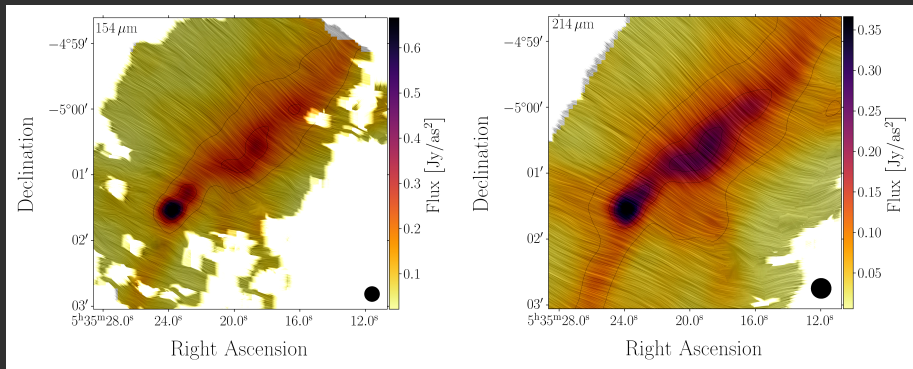 154 μm
−4°59′
−5°00′
01′
02′
03′
5ʰ35ᵐ28.0ˢ 24.0ˢ 20.0ˢ 16.0ˢ 12.0ˢ
Right Ascension
Declination
0.6
0.5
0.4
0.3
0.2
0.1
Flux [Jy/as²]
214 μm
−4°59′
−5°00′
01′
02′
03′
5ʰ35ᵐ28.0ˢ 24.0ˢ 20.0ˢ 16.0ˢ 12.0ˢ
Right Ascension
Declination
0.35
0.30
0.25
0.20
0.15
0.10
0.05
Flux [Jy/as²]